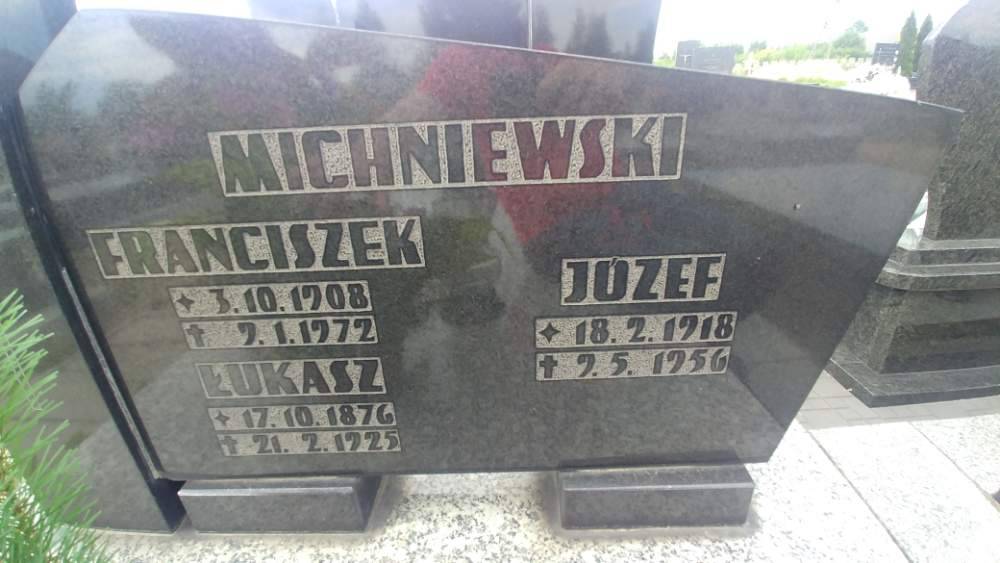 MICHNIEWSKI
FRANCISZEK
✦ 3.10.1908
✝ 9.1.1972
ŁUKASZ
✦ 17.10.1876
✝ 21.2.1925
JÓZEF
✦ 18.2.1918
✝ 9.5.1956